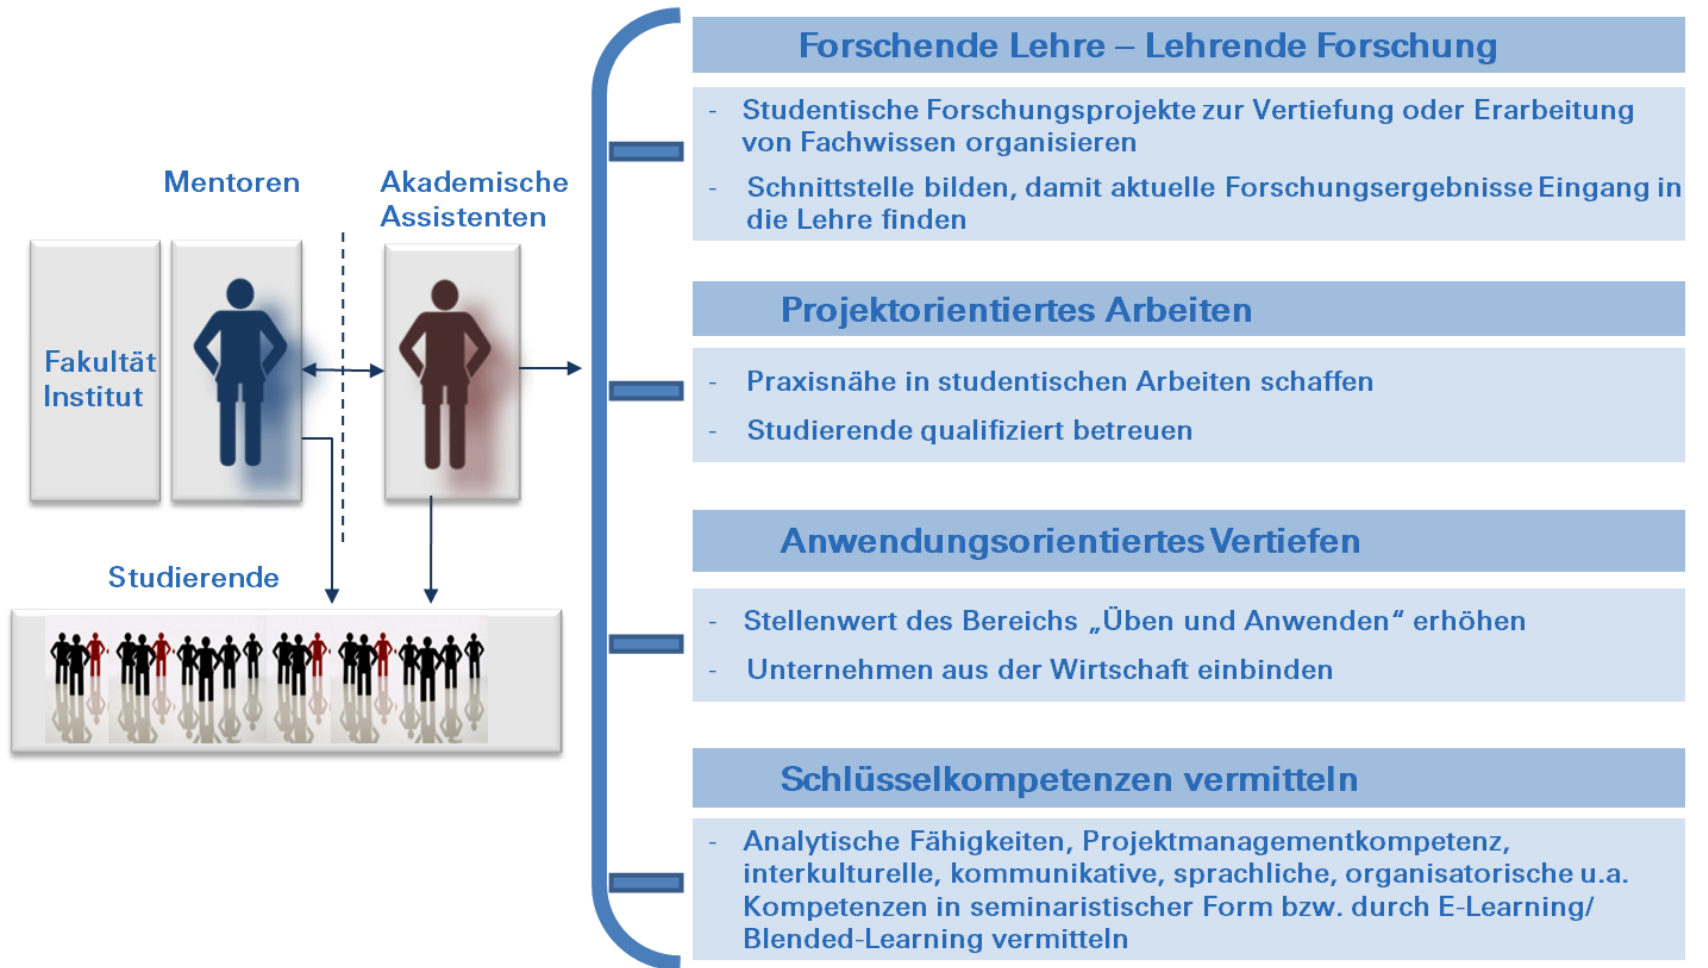 Mentoren
Akademische
Assistenten
Fakultät
Institut
Studierende
Forschende Lehre – Lehrende Forschung
- Studentische Forschungsprojekte zur Vertiefung oder Erarbeitung
von Fachwissen organisieren
- Schnittstelle bilden, damit aktuelle Forschungsergebnisse Eingang in
die Lehre finden
Projektorientiertes Arbeiten
- Praxisnähe in studentischen Arbeiten schaffen
- Studierende qualifiziert betreuen
Anwendungsorientiertes Vertiefen
- Stellenwert des Bereichs „Üben und Anwenden“ erhöhen
- Unternehmen aus der Wirtschaft einbinden
Schlüsselkompetenzen vermitteln
- Analytische Fähigkeiten, Projektmanagementkompetenz,
interkulturelle, kommunikative, sprachliche, organisatorische u.a.
Kompetenzen in seminaristischer Form bzw. durch E-Learning/
Blended-Learning vermitteln